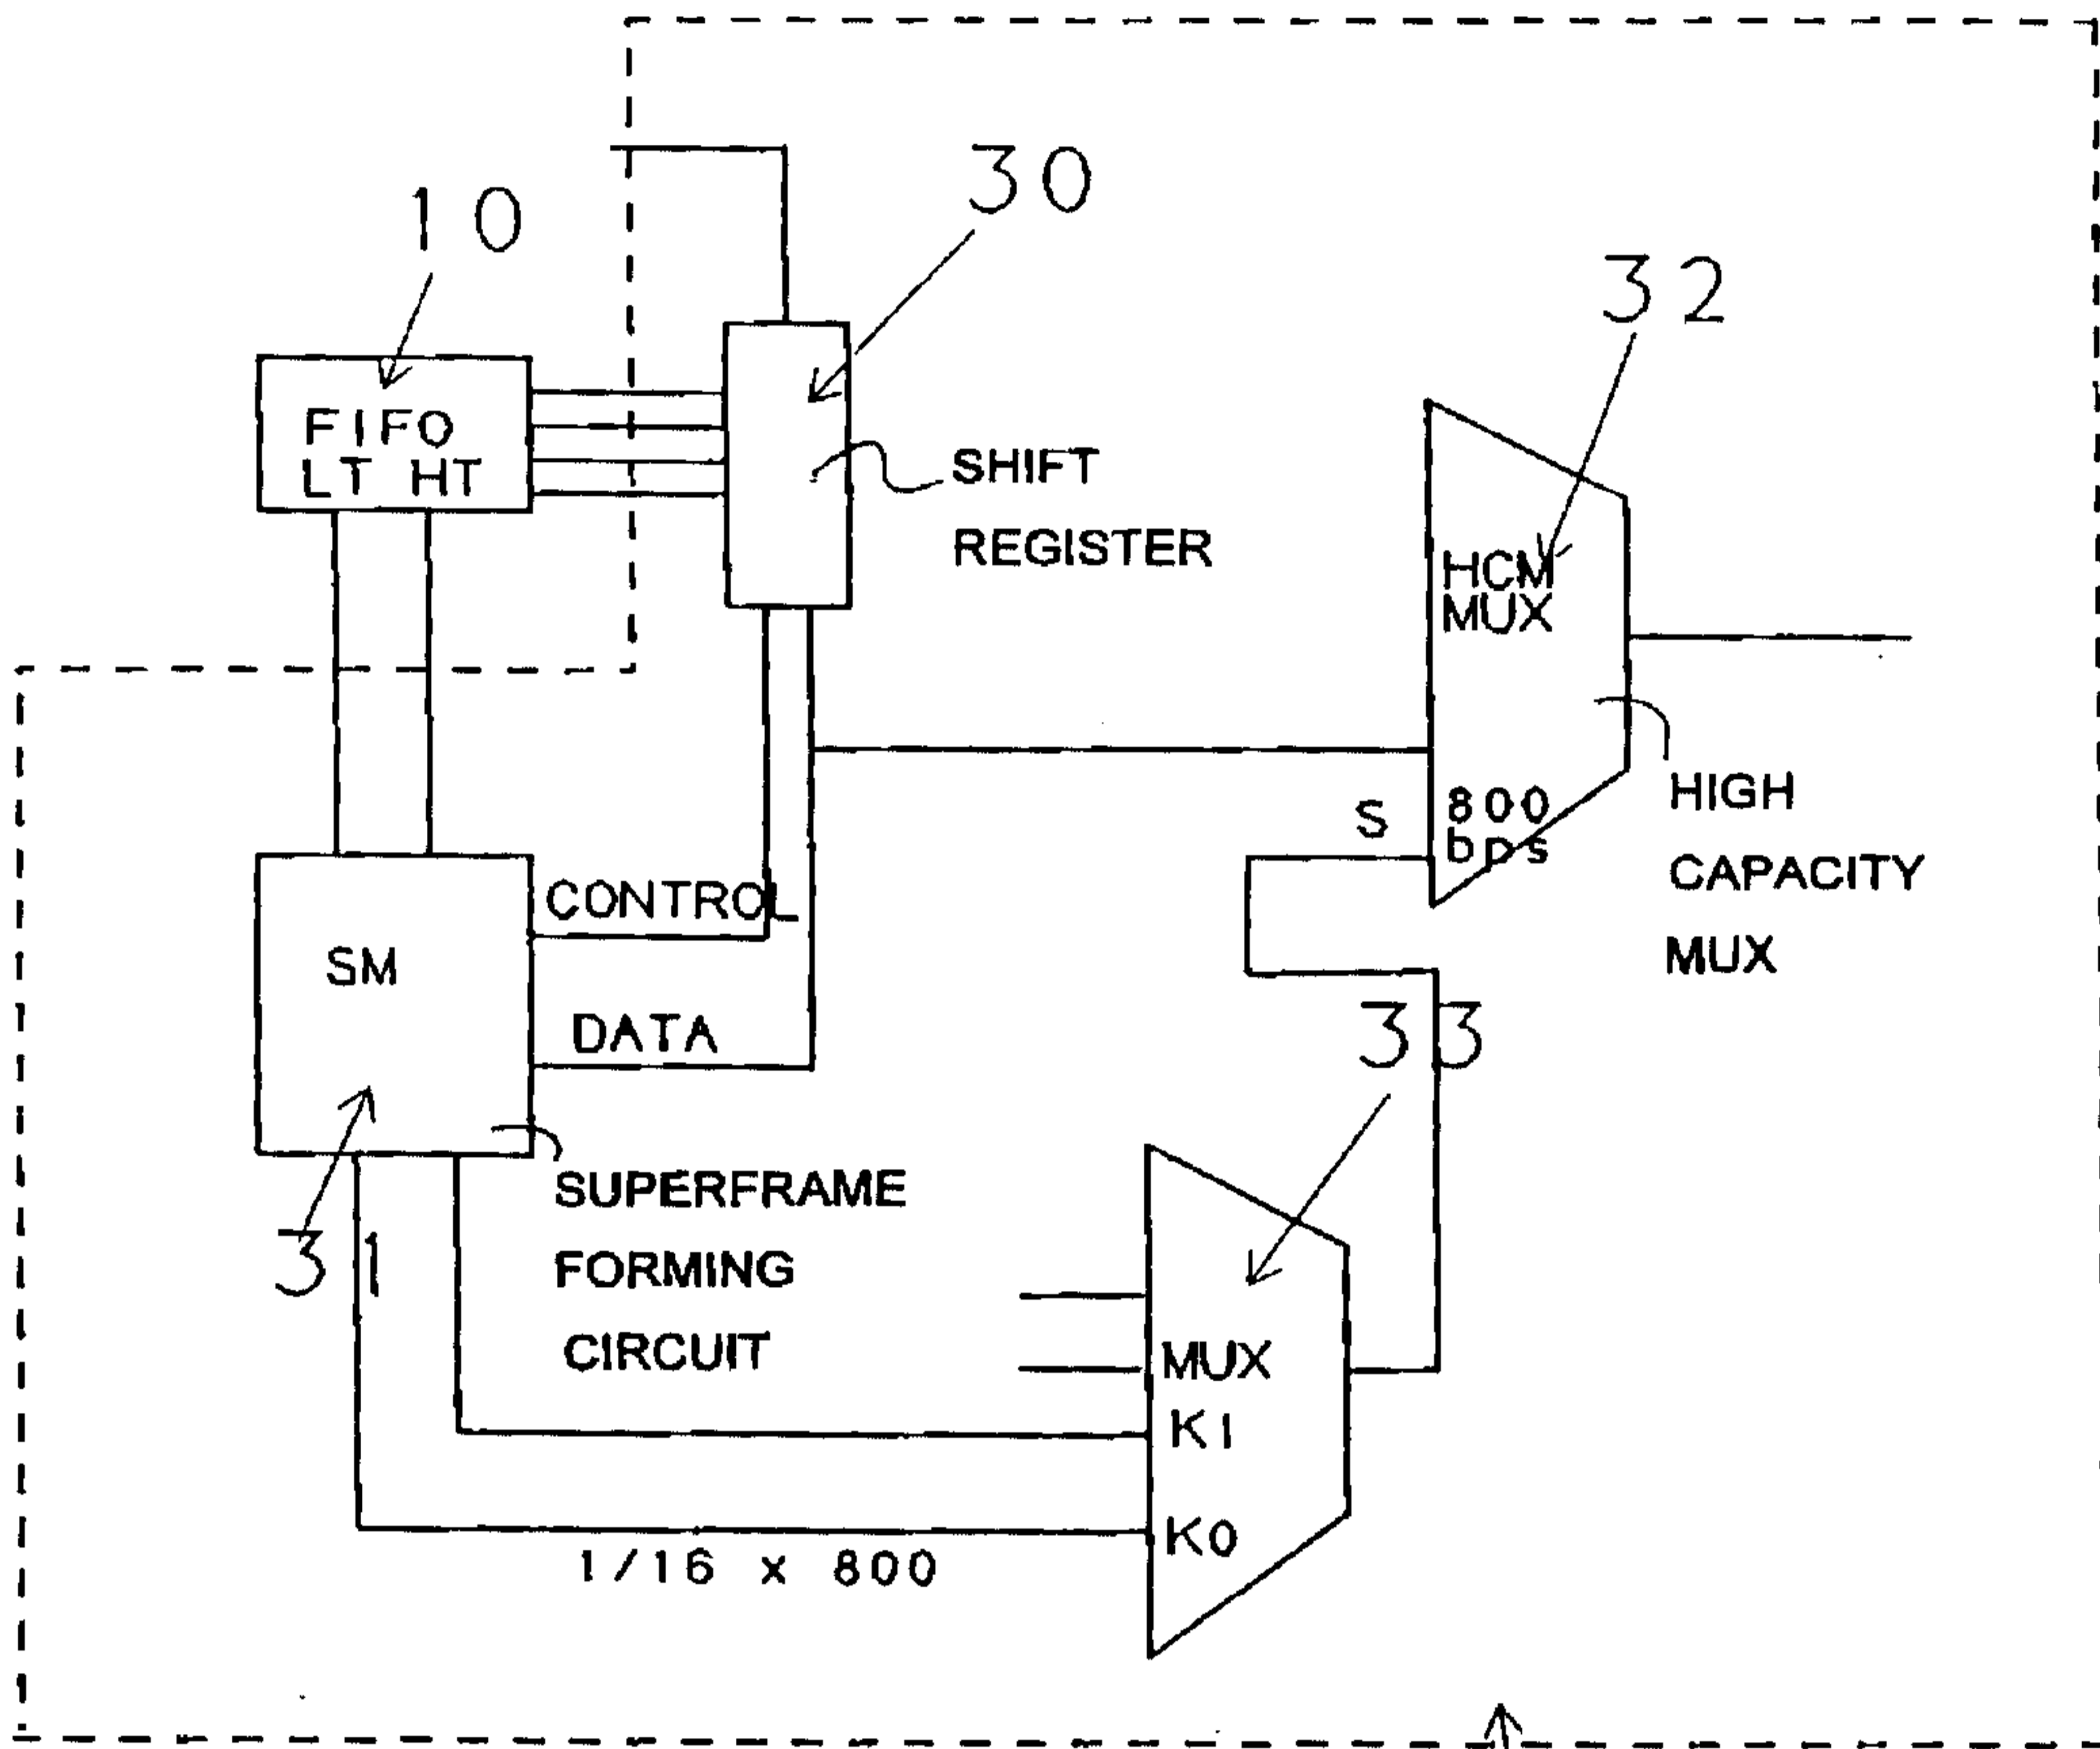 10
30
32
FIFO
LT HT
SHIFT
REGISTER
HCM
MUX
S
800
bps
HIGH
CAPACITY
MUX
CONTROL
SM
DATA
33
31
SUPERFRAME
FORMING
CIRCUIT
MUX
K1
K0
1/16 x 800